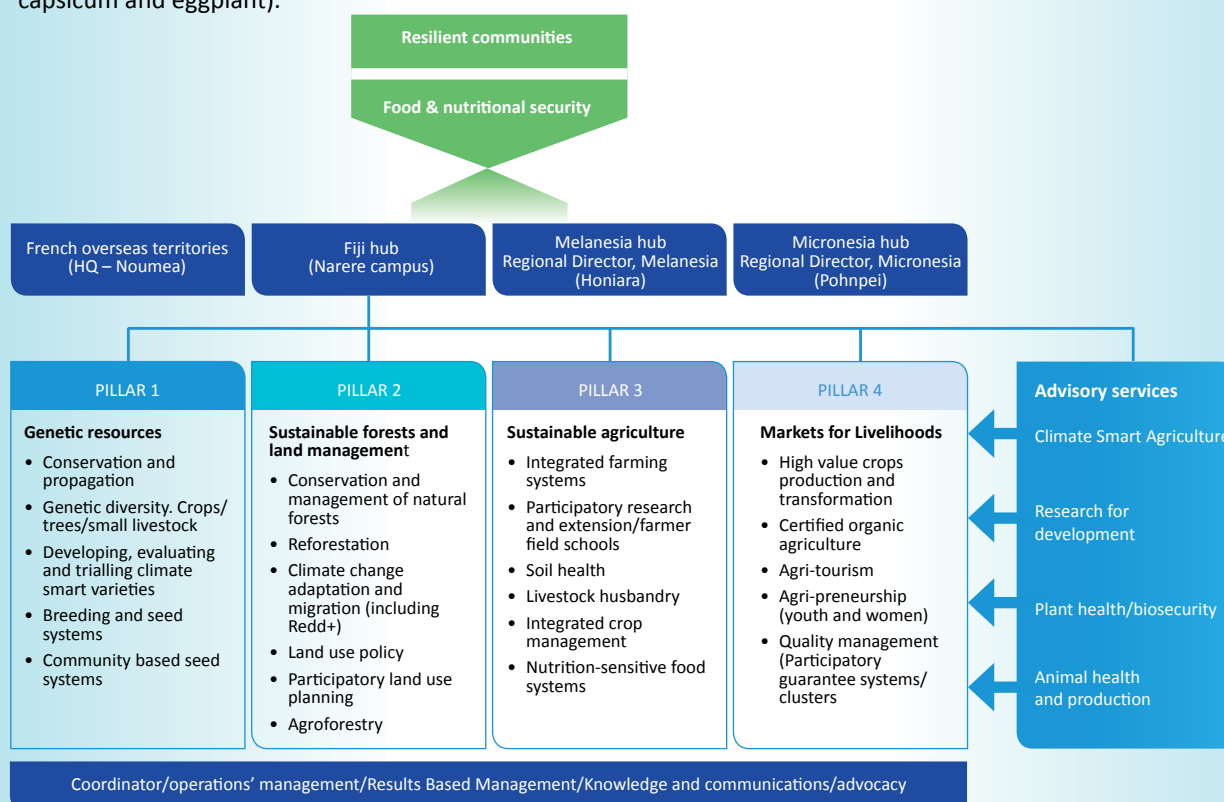 capsicum and eggplant).
Resilient communities
Food & nutritional security
French overseas territories
(HQ – Noumea)
Fiji hub
(Narere campus)
Melanesia hub
Regional Director, Melanesia
(Honiara)
Micronesia hub
Regional Director, Micronesia
(Pohnpei)
PILLAR 1
Genetic resources
• Conservation and
propagation
• Genetic diversity. Crops/
trees/small livestock
• Developing, evaluating
and trialling climate
smart varieties
• Breeding and seed
systems
• Community based seed
systems
PILLAR 2
Sustainable forests and
land management
• Conservation and
management of natural
forests
• Reforestation
• Climate change
adaptation and
migration (including
Redd+)
• Land use policy
• Participatory land use
planning
• Agroforestry
PILLAR 3
Sustainable agriculture
• Integrated farming
systems
• Participatory research
and extension/farmer
field schools
• Soil health
• Livestock husbandry
• Integrated crop
management
• Nutrition-sensitive food
systems
PILLAR 4
Markets for Livelihoods
• High value crops
production and
transformation
• Certified organic
agriculture
• Agri-tourism
• Agri-preneurship
(youth and women)
• Quality management
(Participatory
guarantee systems/
clusters
Advisory services
Climate Smart Agriculture
Research for
development
Plant health/biosecurity
Animal health
and production
Coordinator/operations’ management/Results Based Management/Knowledge and communications/advocacy